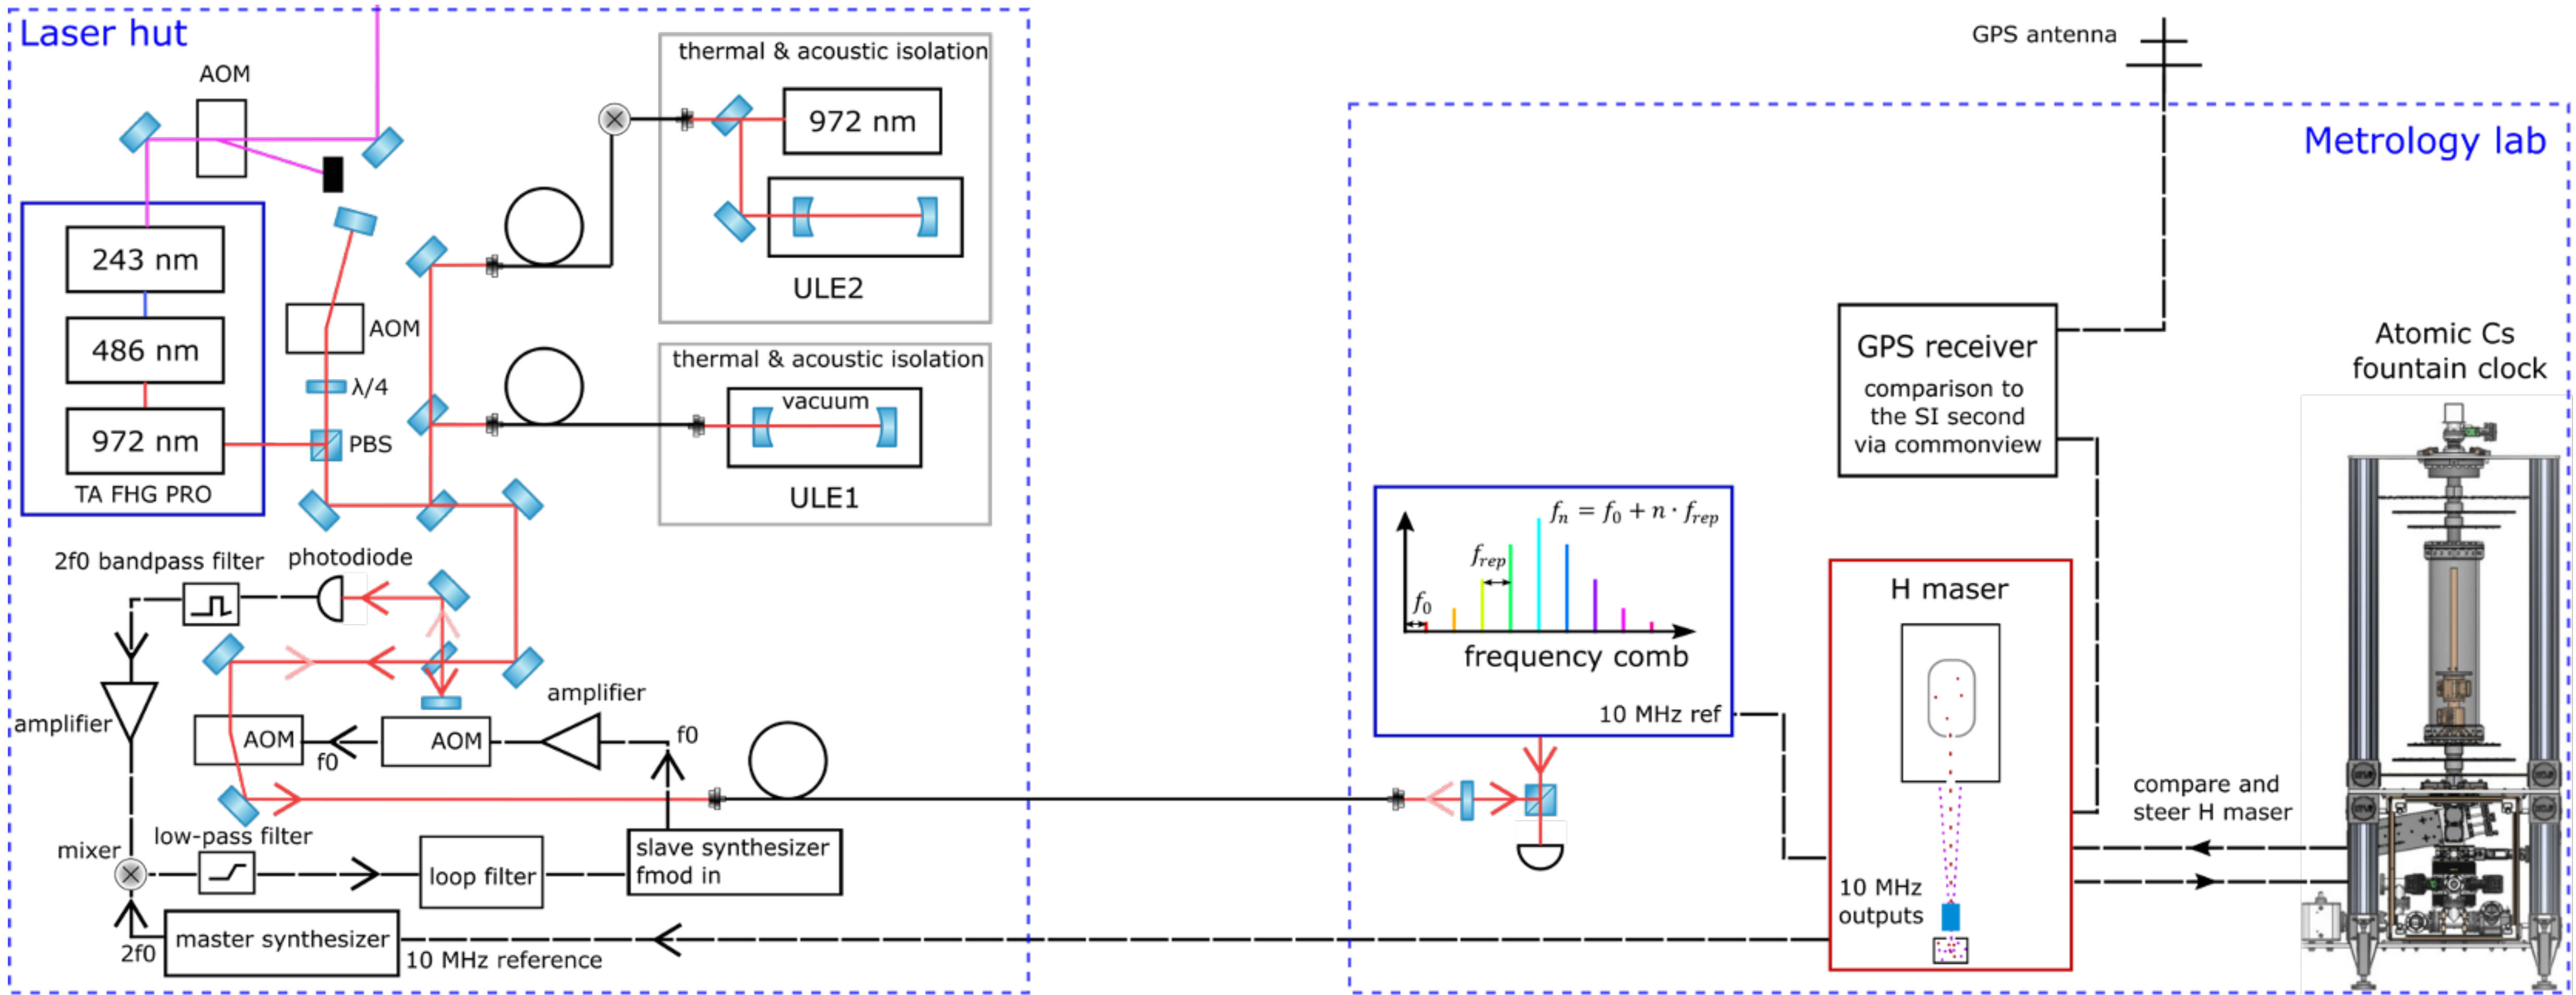 Laser hut
AOM
243 nm
486 nm
972 nm
TA FHG PRO
AOM
λ/4
PBS
thermal & acoustic isolation
972 nm
ULE2
thermal & acoustic isolation
vacuum
ULE1
2f0 bandpass filter
photodiode
amplifier
AOM
f0
AOM
amplifier
f0
mixer
low-pass filter
loop filter
slave synthesizer
fmod in
2f0
master synthesizer
10 MHz reference
GPS antenna
Metrology lab
GPS receiver
comparison to
the SI second
via commonview
Atomic Cs
fountain clock
fₙ = f₀ + n · f_rep
f_rep
f₀
frequency comb
10 MHz ref
H maser
10 MHz
outputs
compare and
steer H maser